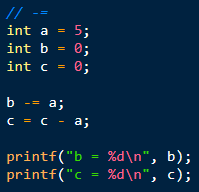 // -=
int a = 5;
int b = 0;
int c = 0;

b -= a;
c = c - a;

printf("b = %d\n", b);
printf("c = %d\n", c);